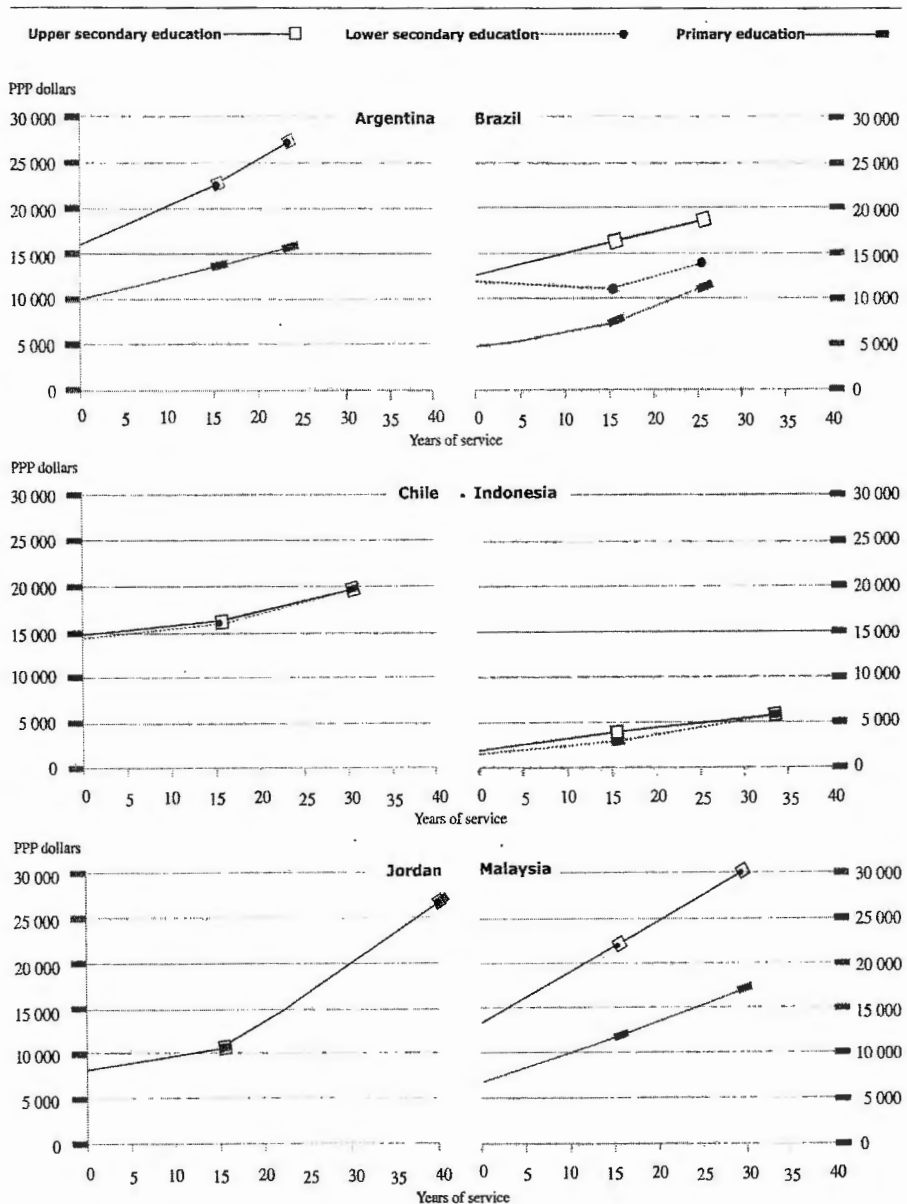 Upper secondary education Lower secondary education Primary education
PPP dollars
30 000 Argentina Brazil 30 000
25 000 25 000
20 000 20 000
15 000 15 000
10 000 10 000
5 000 5 000
0 0
0 5 10 15 20 25 30 35 40 0 5 10 15 20 25 30 35 40
Years of service
PPP dollars
30 000 Chile Indonesia 30 000
25 000 25 000
20 000 20 000
15 000 15 000
10 000 10 000
5 000 5 000
0 0
0 5 10 15 20 25 30 35 40 0 5 10 15 20 25 30 35 40
Years of service
PPP dollars
30 000 Jordan Malaysia 30 000
25 000 25 000
20 000 20 000
15 000 15 000
10 000 10 000
5 000 5 000
0 0
0 5 10 15 20 25 30 35 40 0 5 10 15 20 25 30 35 40
Years of service